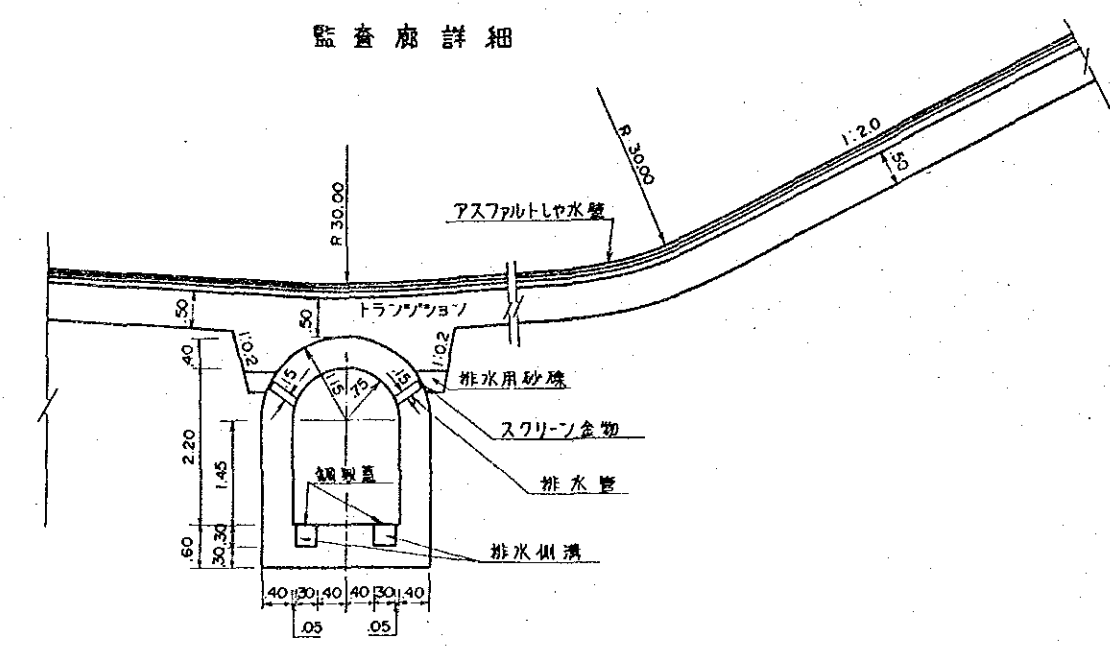 監査廊詳細
R 30.00
R 30.00
1:2.0
.50
アスファルトしゃ水壁
トランジション
.50
.50
1:0.2
1:0.2
.40
.15
1.15
.75
.15
排水用砂礫
スクリーン金物
2.20
1.45
鋼製蓋
排水管
.60
.30
.30
排水側溝
.40
.30
.40
.40
.30
.40
.05
.05